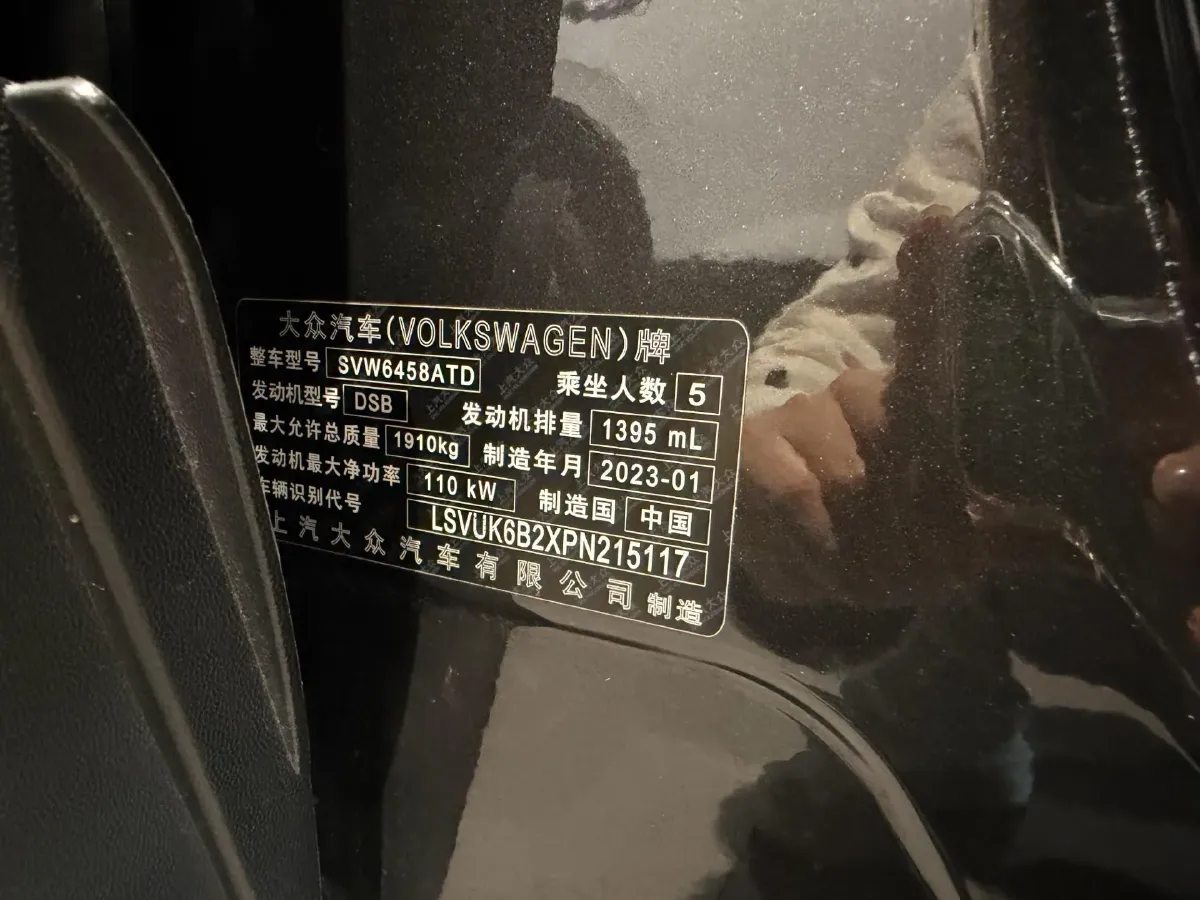 大众汽车(VOLKSWAGEN)牌
整车型号 SVW6458ATD 乘坐人数 5
发动机型号 DSB 发动机排量 1395 mL
最大允许总质量 1910kg 制造年月 2023-01
发动机最大净功率 110 kW 制造国 中国
车辆识别代号 LSVUK6B2XPN215117
上汽大众汽车有限公司 制造